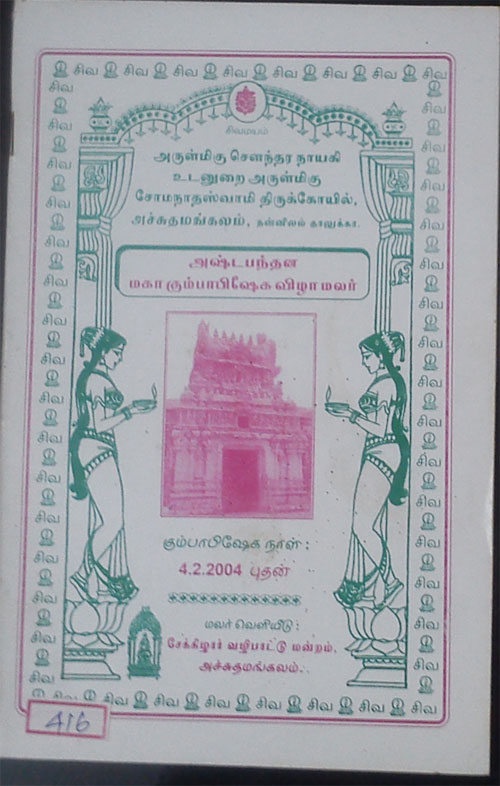 சிவ சிவ சிவ சிவ சிவ சிவ சிவ சிவ
சிவமயம்
அருள்மிகு சௌந்தர நாயகி
உடனுறை அருள்மிகு
சோமநாதஸ்வாமி திருக்கோயில்,
அச்சுதமங்கலம், நன்னிலம் தாலுக்கா.
அஷ்டபந்தன
மகா கும்பாபிஷேக விழா மலர்
கும்பாபிஷேக நாள் :
4.2.2004 புதன்
மலர் வெளியீடு :
சேக்கிழார் வழிபாட்டு மன்றம்,
அச்சுதமங்கலம்.
416